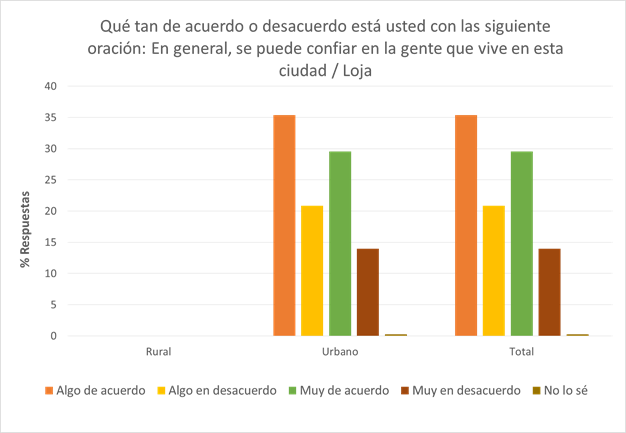 Qué tan de acuerdo o desacuerdo está usted con las siguiente
oración: En general, se puede confiar en la gente que vive en esta
ciudad / Loja
% Respuestas
40
35
30
25
20
15
10
5
0
Rural Urbano Total
Algo de acuerdo Algo en desacuerdo Muy de acuerdo Muy en desacuerdo No lo sé